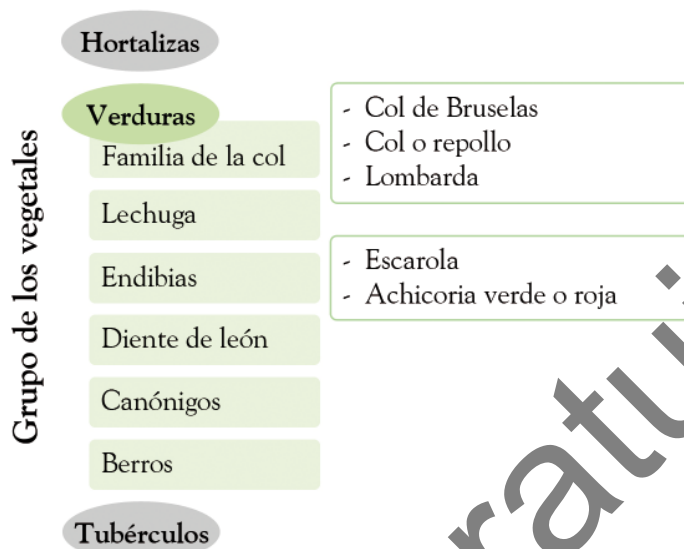 Grupo de los vegetales
Hortalizas
Verduras
Familia de la col
- Col de Bruselas
- Col o repollo
- Lombarda
Lechuga
Endibias
- Escarola
- Achicoria verde o roja
Diente de león
Canónigos
Berros
Tubérculos